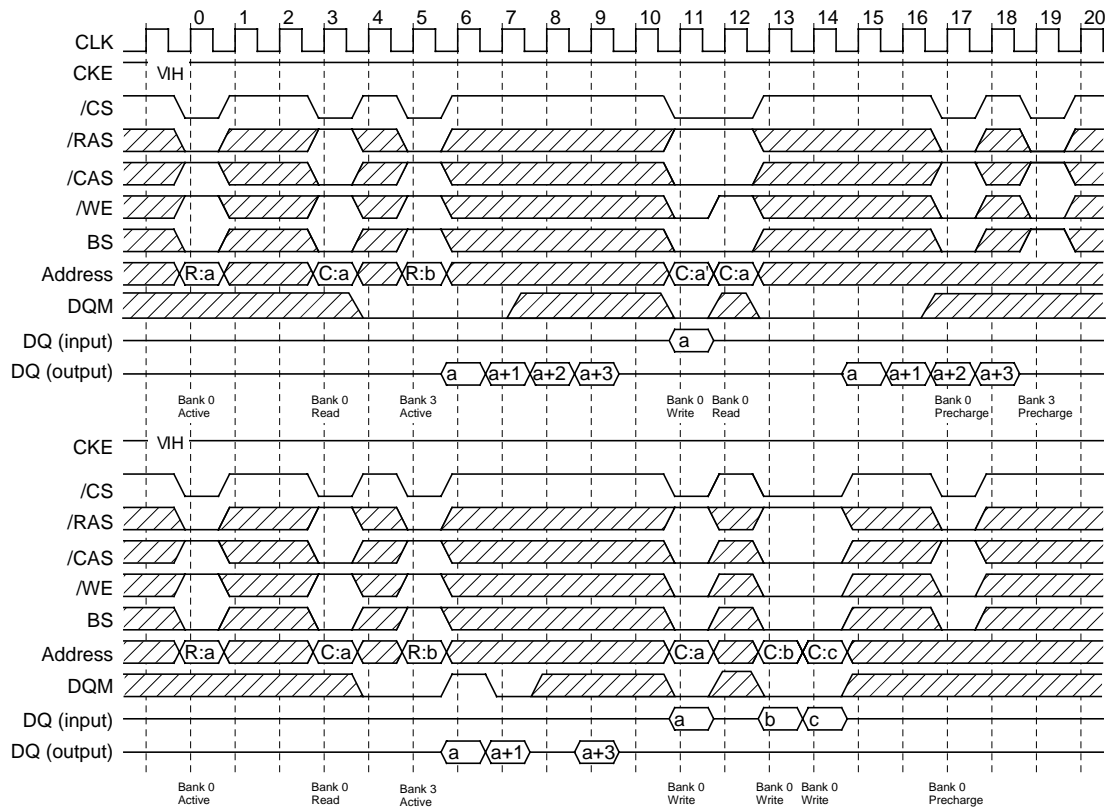 0 1 2 3 4 5 6 7 8 9 10 11 12 13 14 15 16 17 18 19 20
CLK
CKE VIH
/CS
/RAS
/CAS
/WE
BS
Address R:a C:a R:b C:a' C:a
DQM
DQ (input) a
DQ (output) a a+1 a+2 a+3 a a+1 a+2 a+3
Bank 0 Bank 0 Bank 3 Bank 0 Bank 0 Bank 0 Bank 3
Active Read Active Write Read Precharge Precharge
CKE VIH
/CS
/RAS
/CAS
/WE
BS
Address R:a C:a R:b C:a C:b C:c
DQM
DQ (input) a b c
DQ (output) a a+1 a+3
Bank 0 Bank 0 Bank 3 Bank 0 Bank 0 Bank 0 Bank 0
Active Read Active Write Write Write Precharge